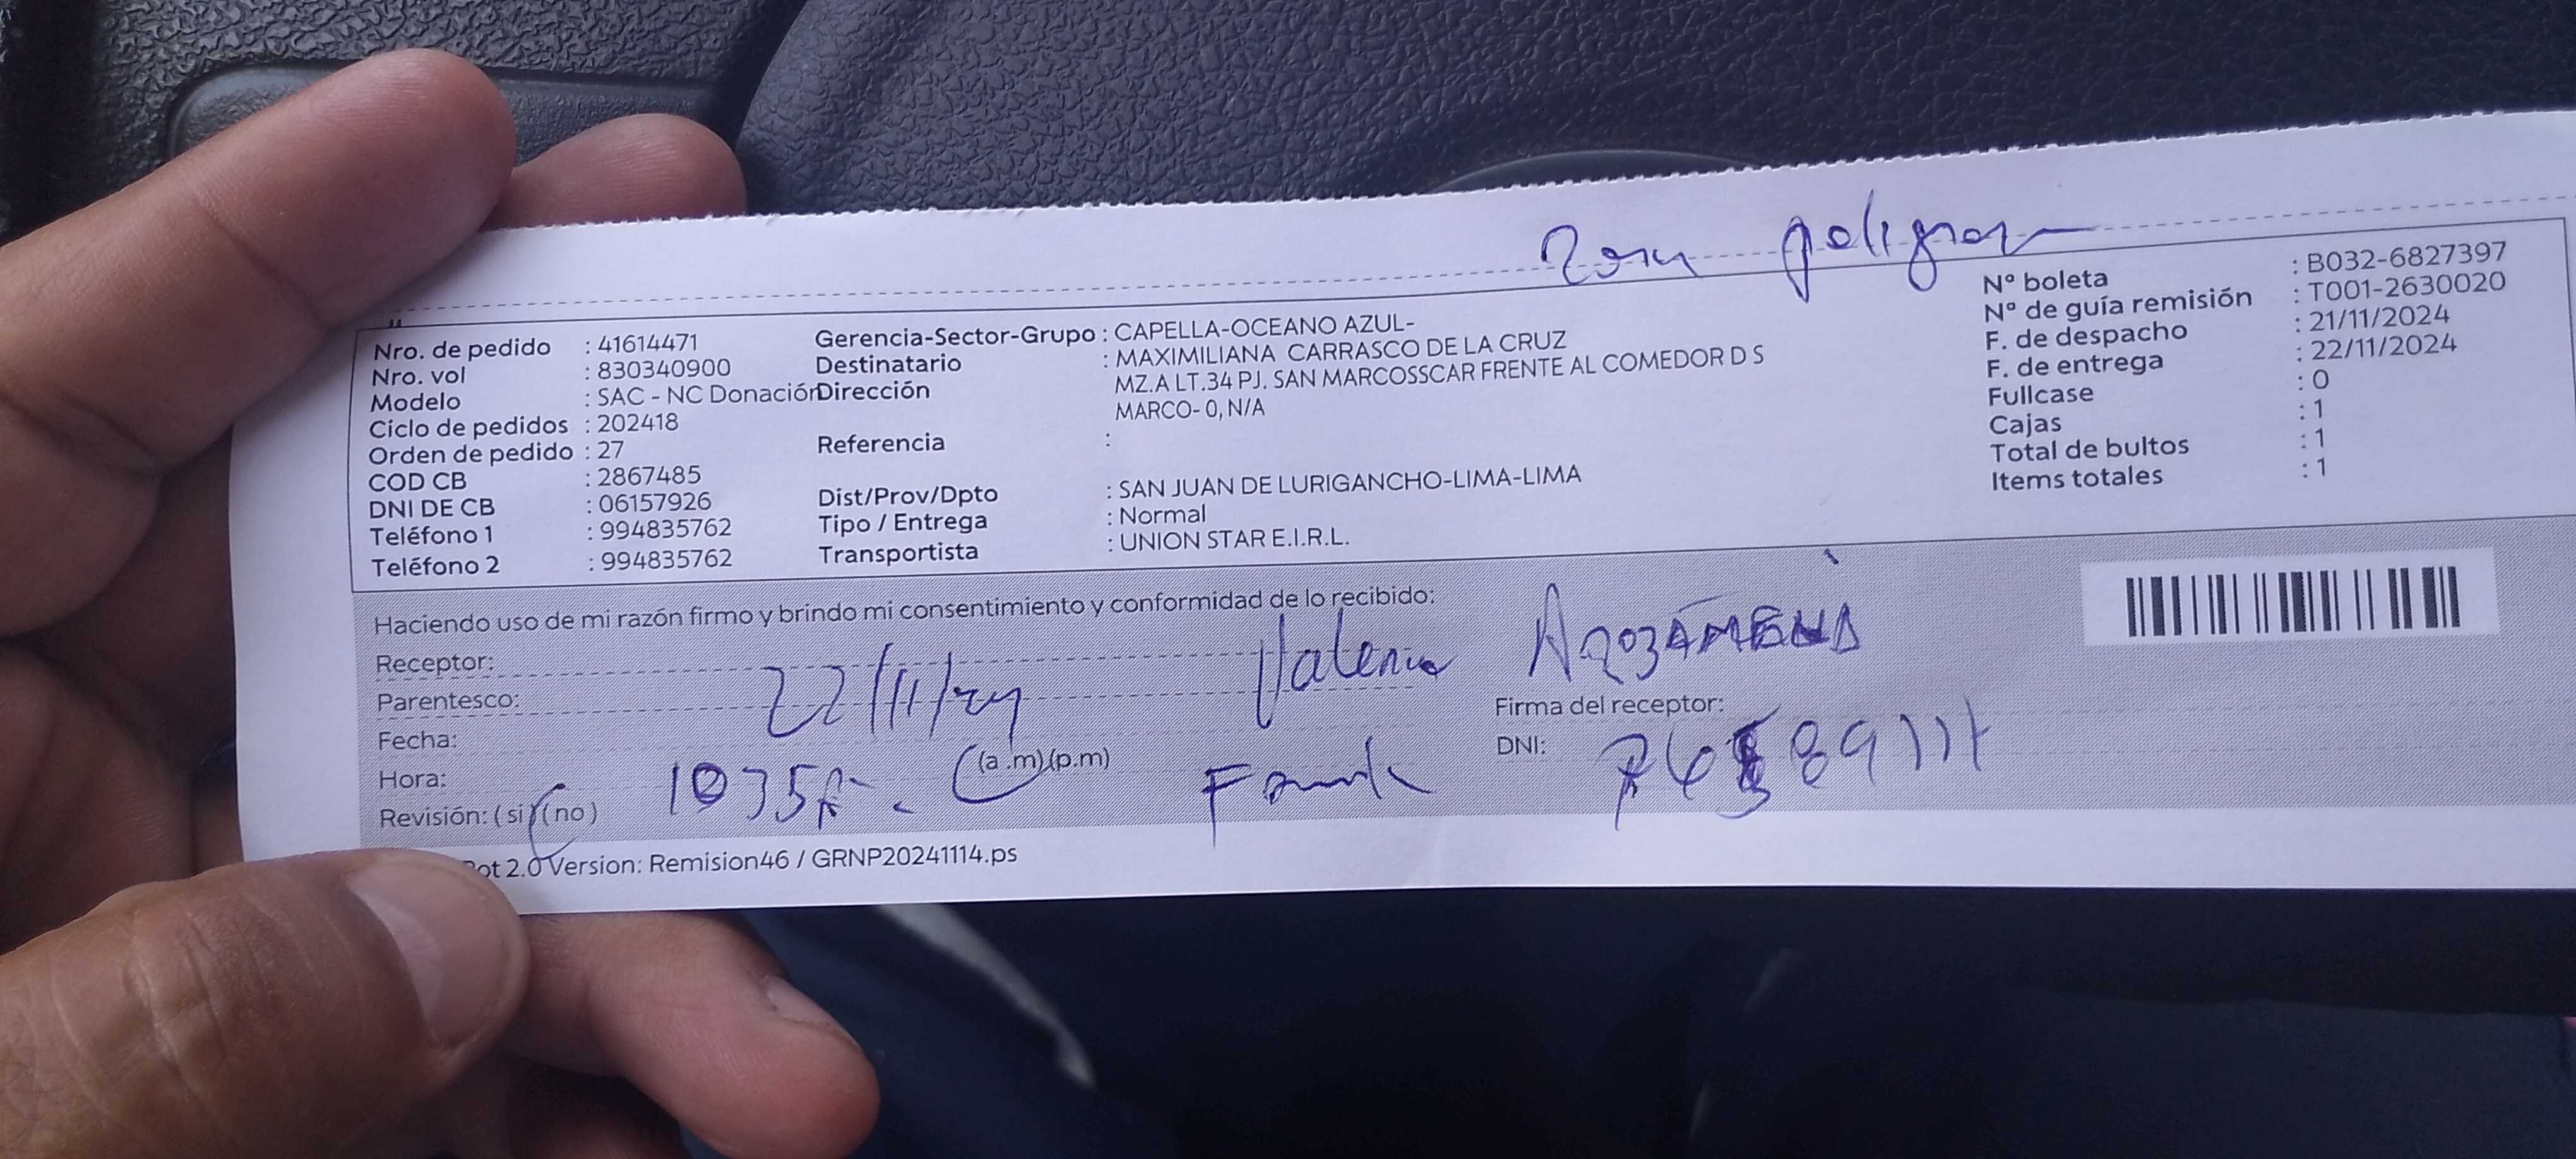 Zona peligrosa
Nro. de pedido : 41614471
Nro. vol : 830340900
Modelo : SAC - NC Donación
Ciclo de pedidos : 202418
Orden de pedido : 27
COD CB : 2867485
DNI DE CB : 06157926
Teléfono 1 : 994835762
Teléfono 2 : 994835762
Gerencia-Sector-Grupo : CAPELLA-OCEANO AZUL-
Destinatario : MAXIMILIANA CARRASCO DE LA CRUZ
Dirección MZ.A LT.34 PJ. SAN MARCOSSCAR FRENTE AL COMEDOR D S
MARCO- 0, N/A
Referencia :
Dist/Prov/Dpto : SAN JUAN DE LURIGANCHO-LIMA-LIMA
Tipo / Entrega : Normal
Transportista : UNION STAR E.I.R.L.
Nº boleta : B032-6827397
Nº de guía remisión : T001-2630020
F. de despacho : 21/11/2024
F. de entrega : 22/11/2024
Fullcase : 0
Cajas : 1
Total de bultos : 1
Items totales : 1
Haciendo uso de mi razón firmo y brindo mi consentimiento y conformidad de lo recibido:
Receptor:
Parentesco:
Fecha: 22/11/24
Hora: (a.m)(p.m)
Revisión: (si)(no)
Valeria
Firma del receptor:
DNI:
ot 2.0 Version: Remision46 / GRNP20241114.ps